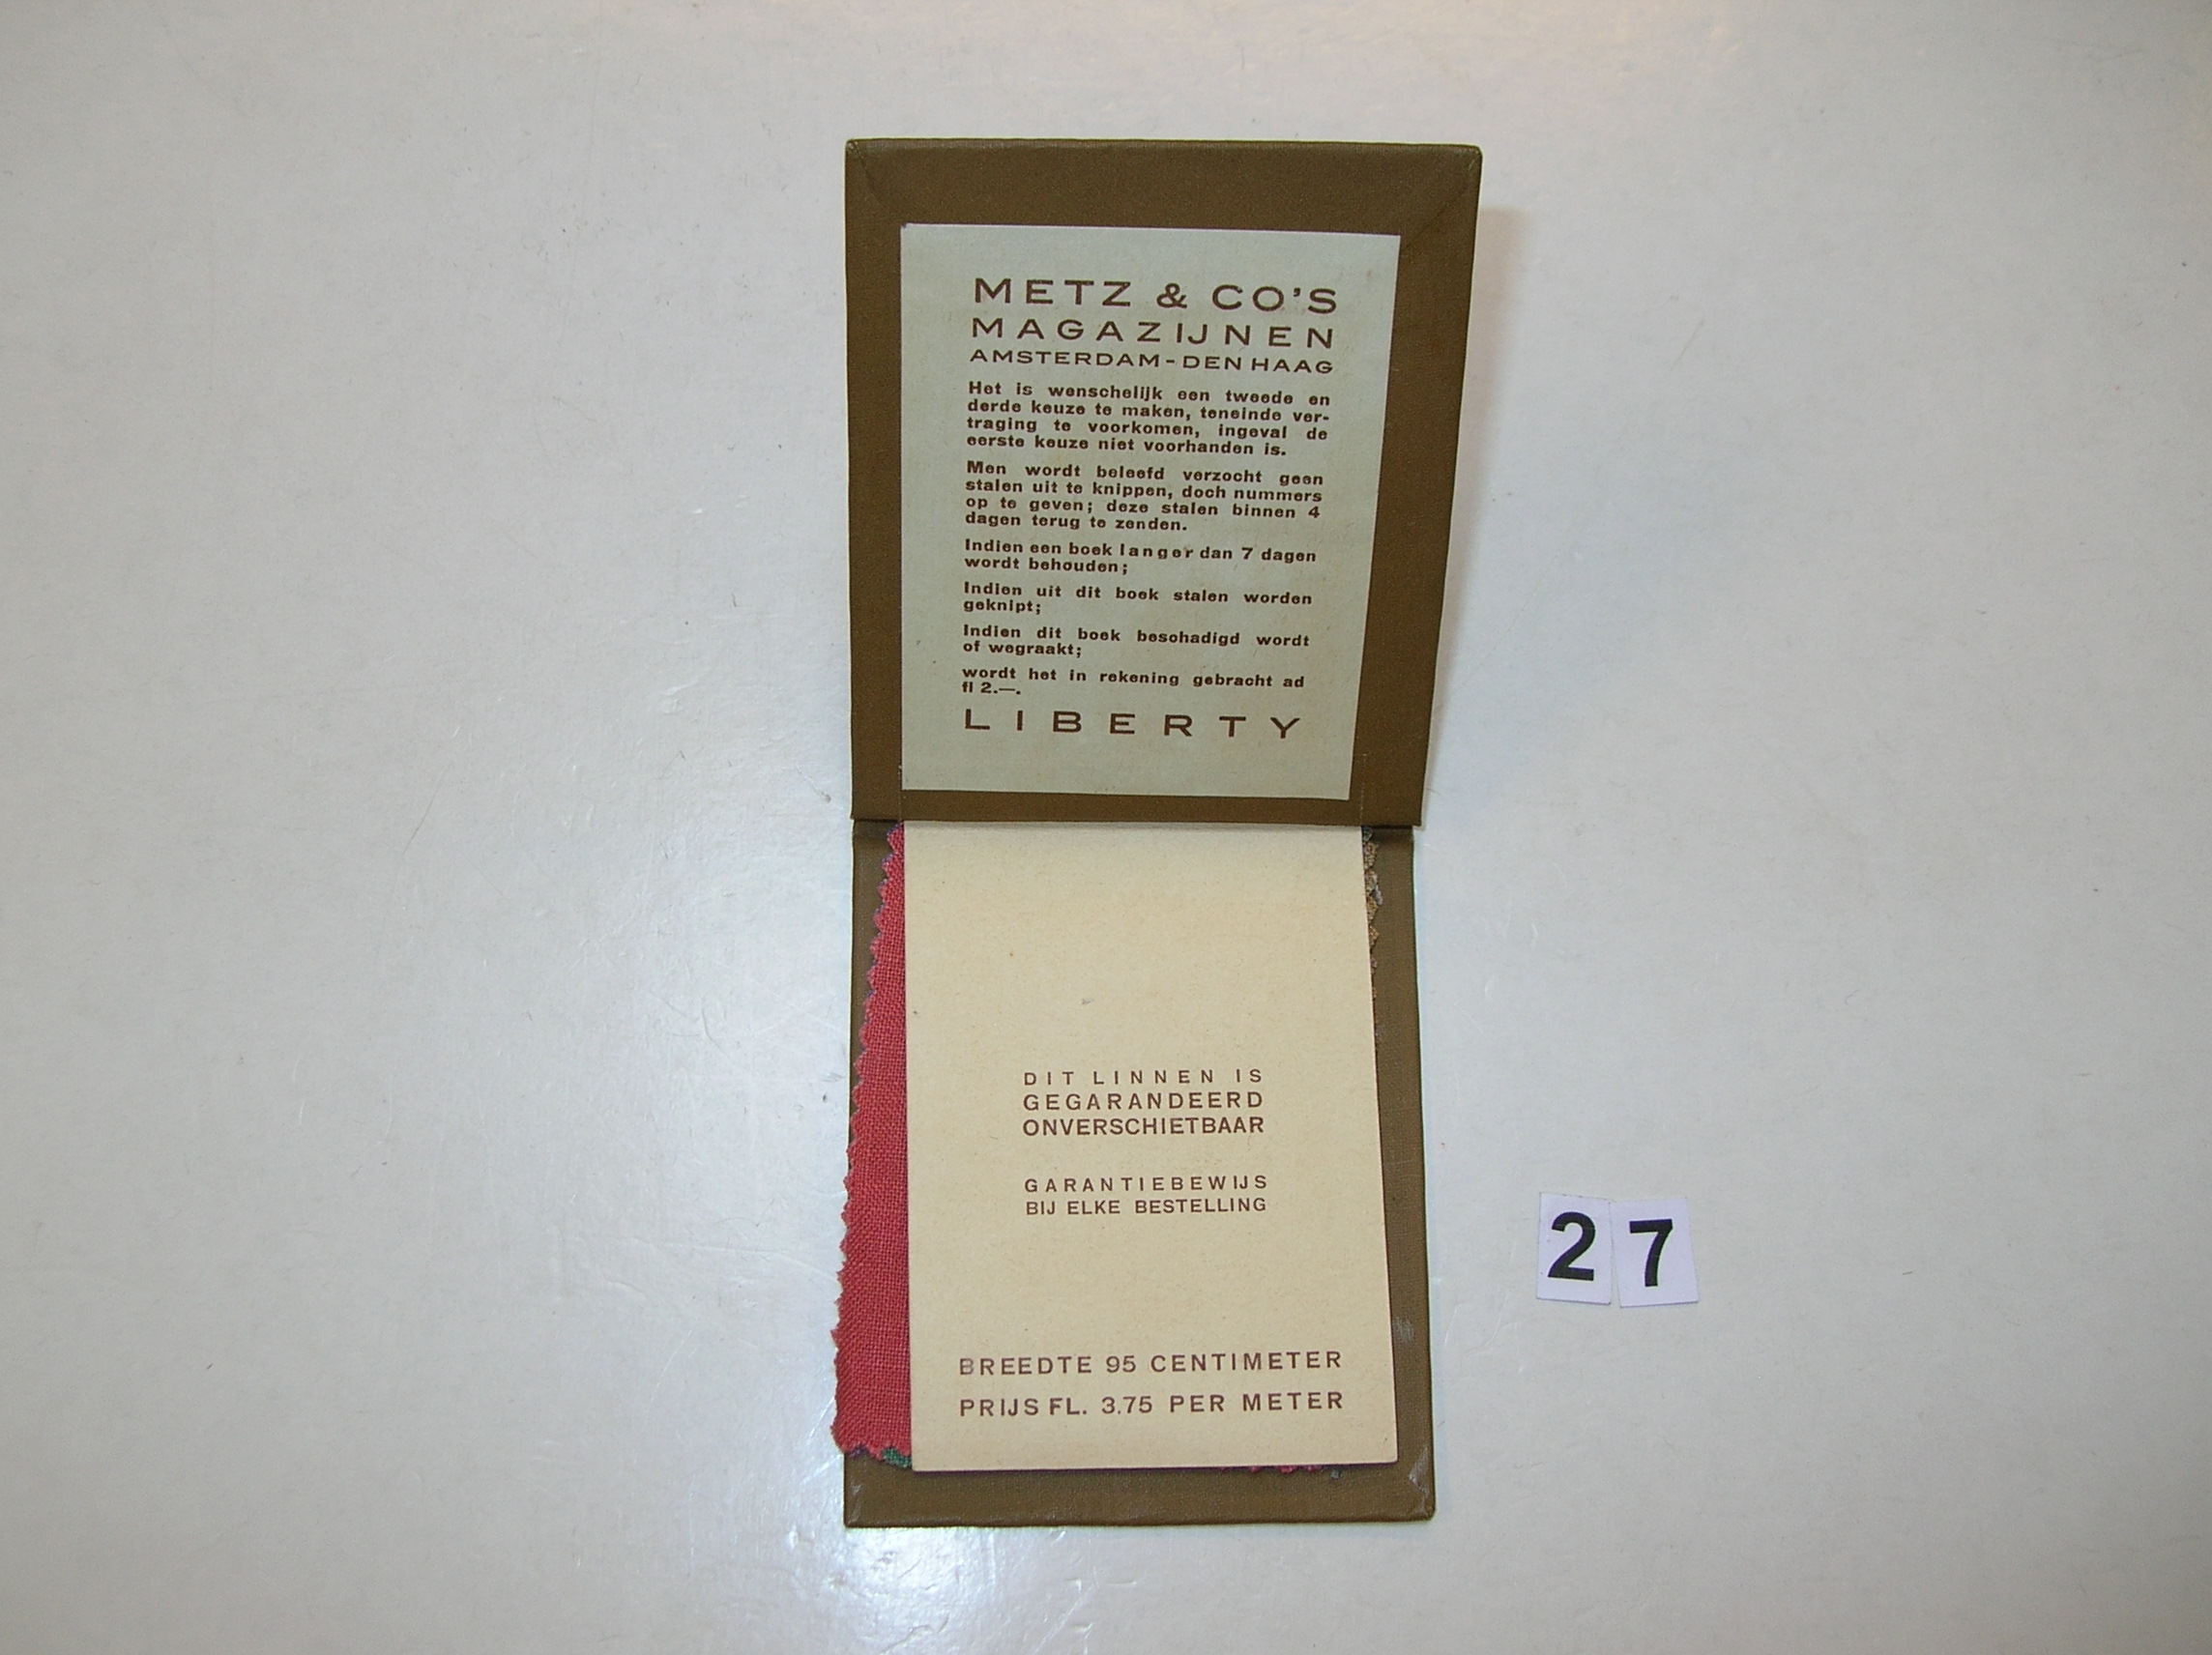 METZ & CO'S
MAGAZIJNEN
AMSTERDAM-DEN HAAG
Het is wenschelijk een tweede en
derde keuze te maken, teneinde ver-
traging te voorkomen, ingeval de
eerste keuze niet voorhanden is.
Men wordt beleefd verzocht geen
stalen uit te knippen, doch nummers
op te geven; deze stalen binnen 4
dagen terug te zenden.
Indien een boek langer dan 7 dagen
wordt behouden;
Indien uit dit boek stalen worden
geknipt;
Indien dit boek beschadigd wordt
of wegraakt;
wordt het in rekening gebracht ad
fl 2.—.
LIBERTY
DIT LINNEN IS
GEGARANDEERD
ONVERSCHIETBAAR
GARANTIEBEWIJS
BIJ ELKE BESTELLING
BREEDTE 95 CENTIMETER
PRIJS FL. 3.75 PER METER
27